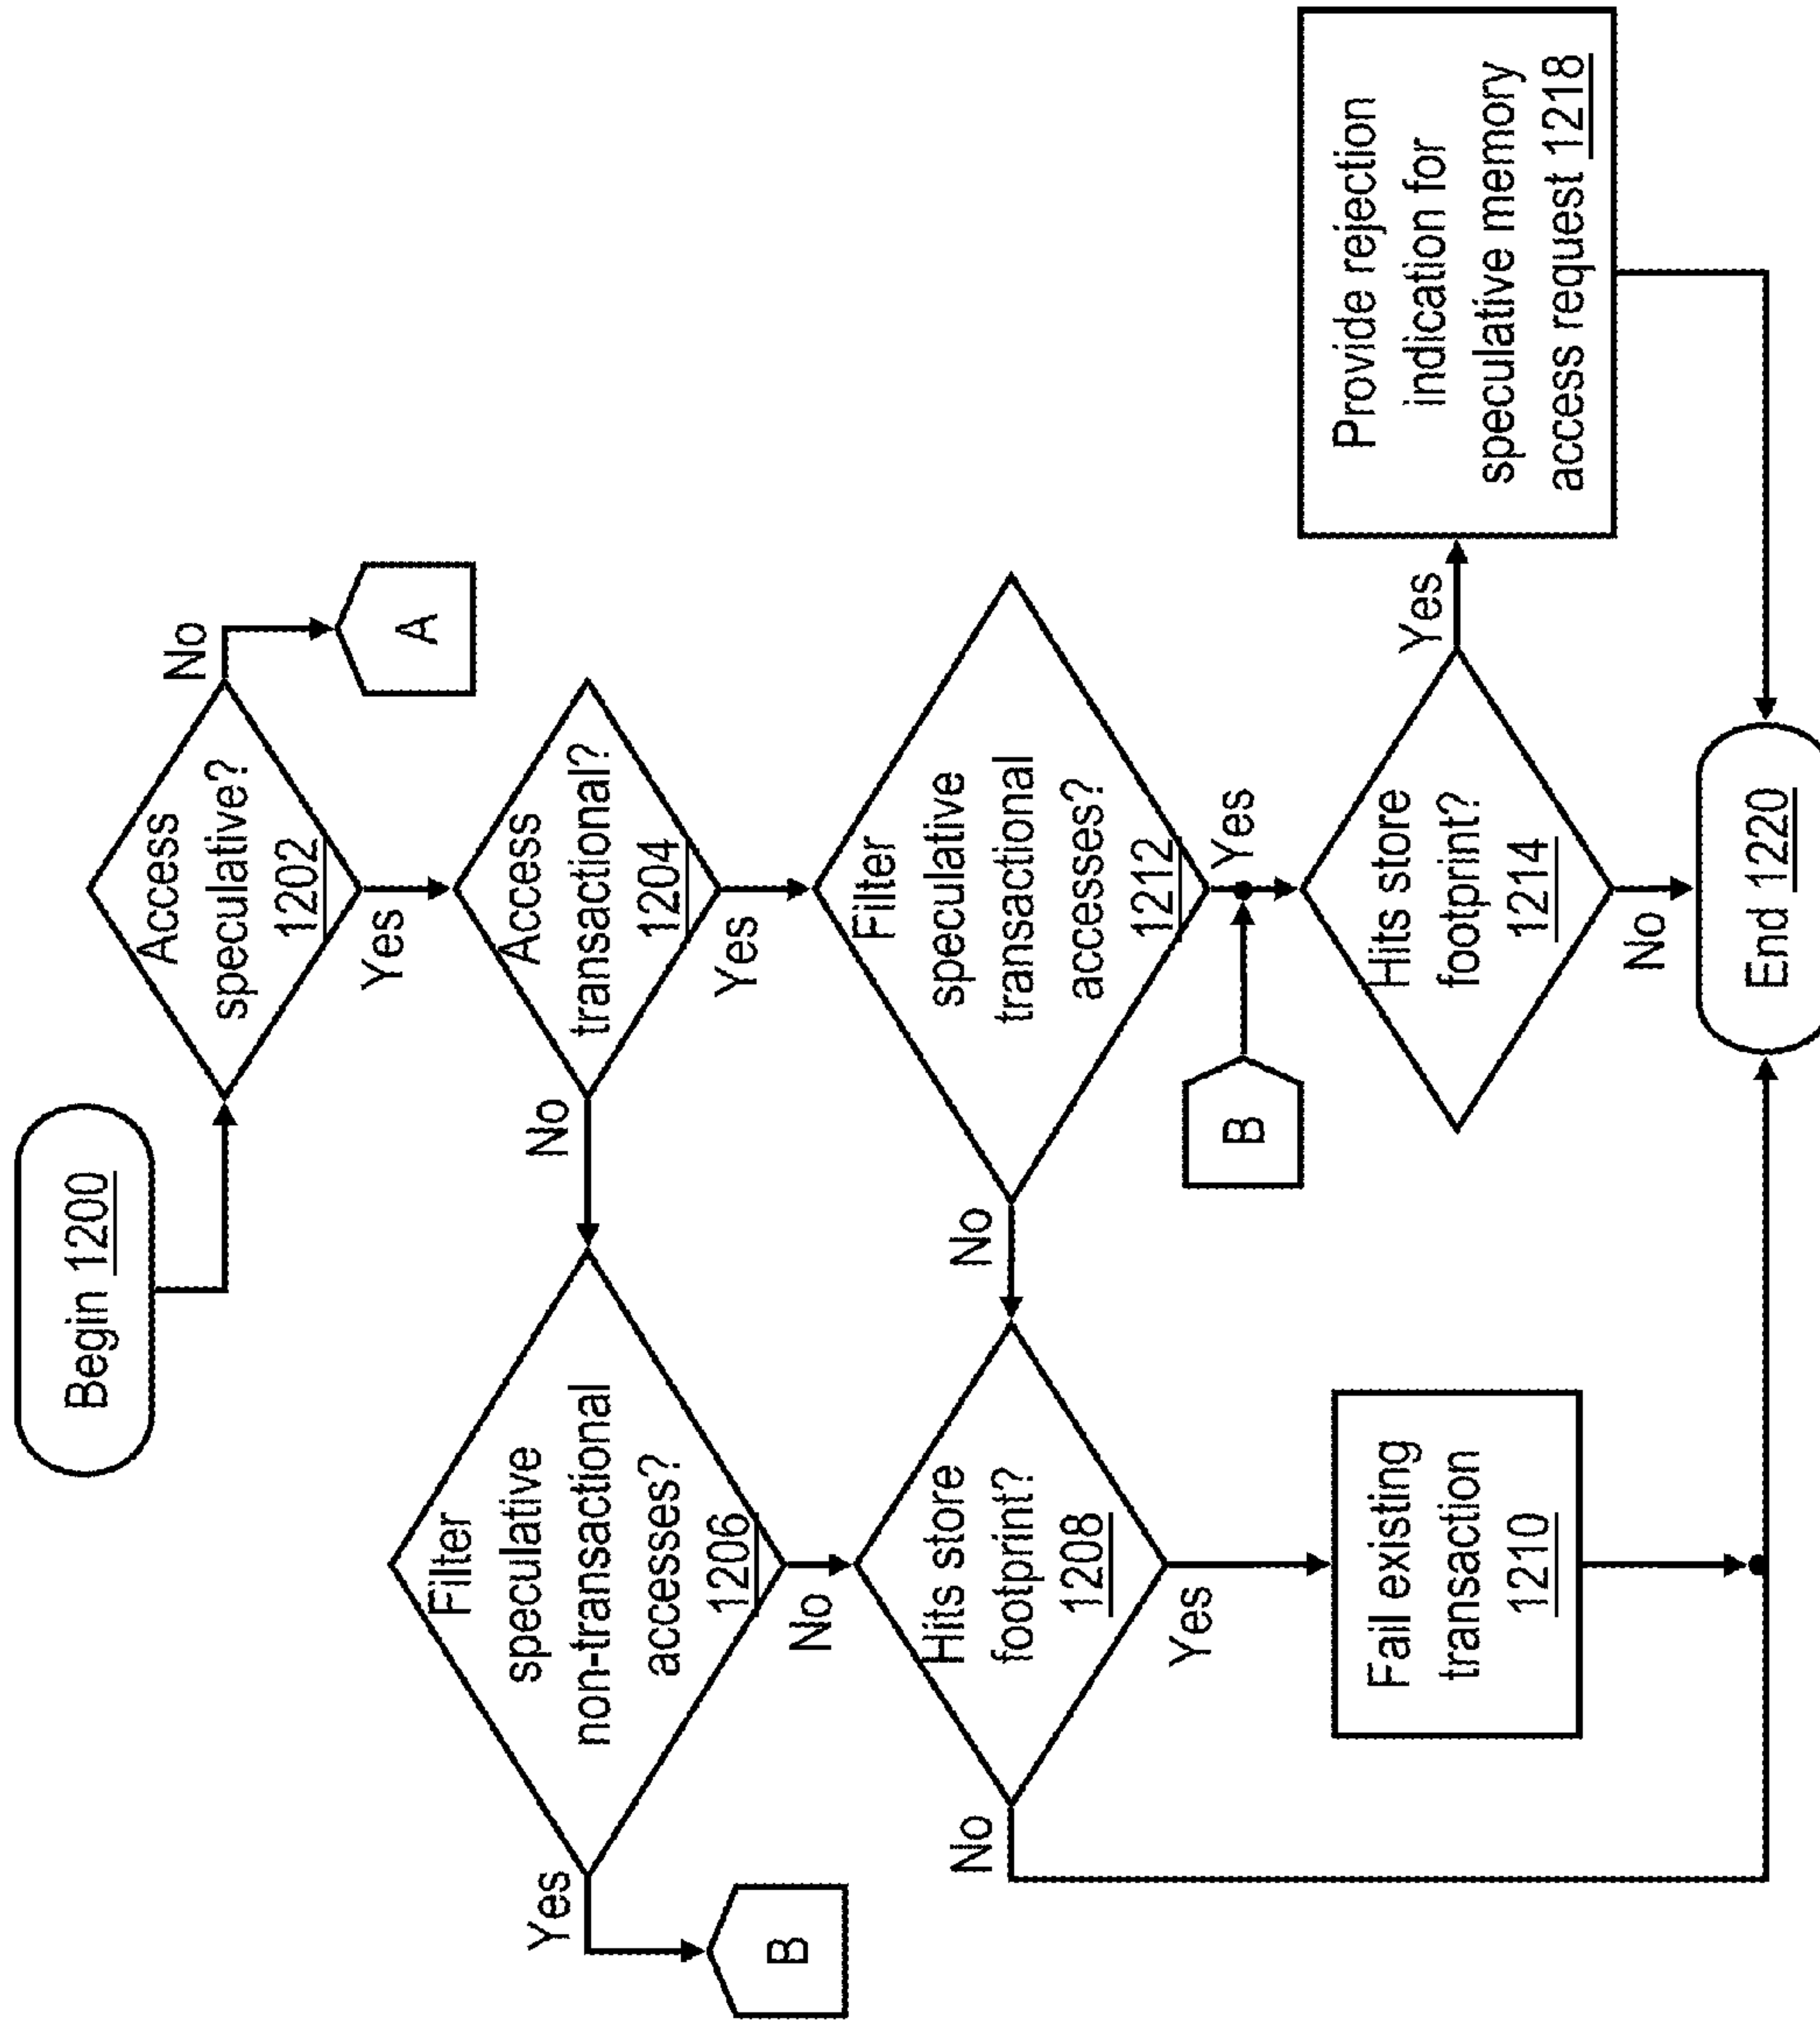 Begin 1200
Access
speculative?
1202
No
A
Yes
Access
transactional?
1204
No
Yes
Filter
speculative
non-transactional
accesses?
1206
Yes
B
No
Filter
speculative
transactional
accesses?
1212
No
Yes
B
Hits store
footprint?
1208
No
Yes
Fail existing
transaction
1210
Hits store
footprint?
1214
Yes
No
Provide rejection
indication for
speculative memory
access request 1218
End 1220